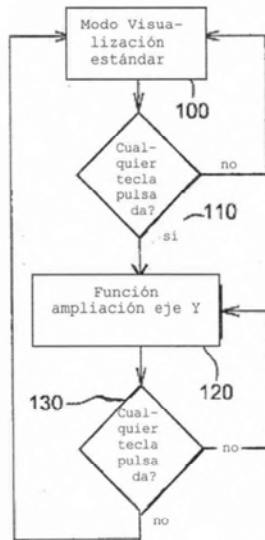 Modo Visua-
lización
estándar
100
Cual-
quier
tecla
pulsa
da?
no
110
si
Función
ampliación eje Y
120
130
Cual-
quier
tecla
pulsa
da?
no
no